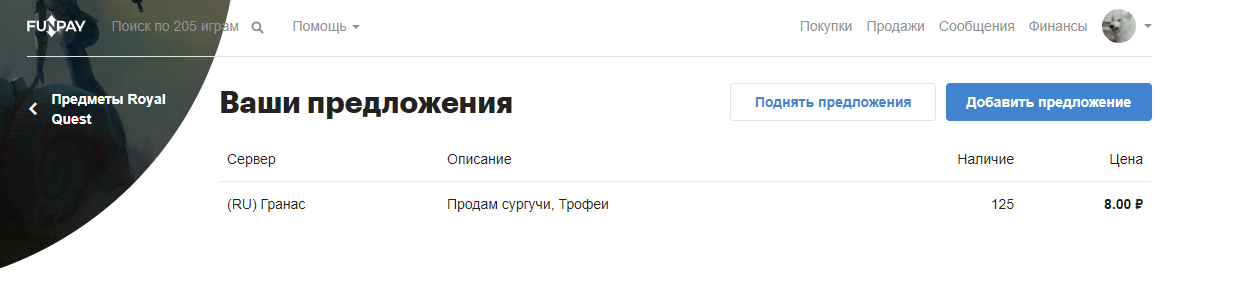 FUNPAY Поиск по 205 играм Помощь Покупки Продажи Сообщения Финансы
Предметы Royal
Quest
Ваши предложения Поднять предложения Добавить предложение
Сервер Описание Наличие Цена
(RU) Гранас Продам сургучи, Трофеи 125 8.00 ₽